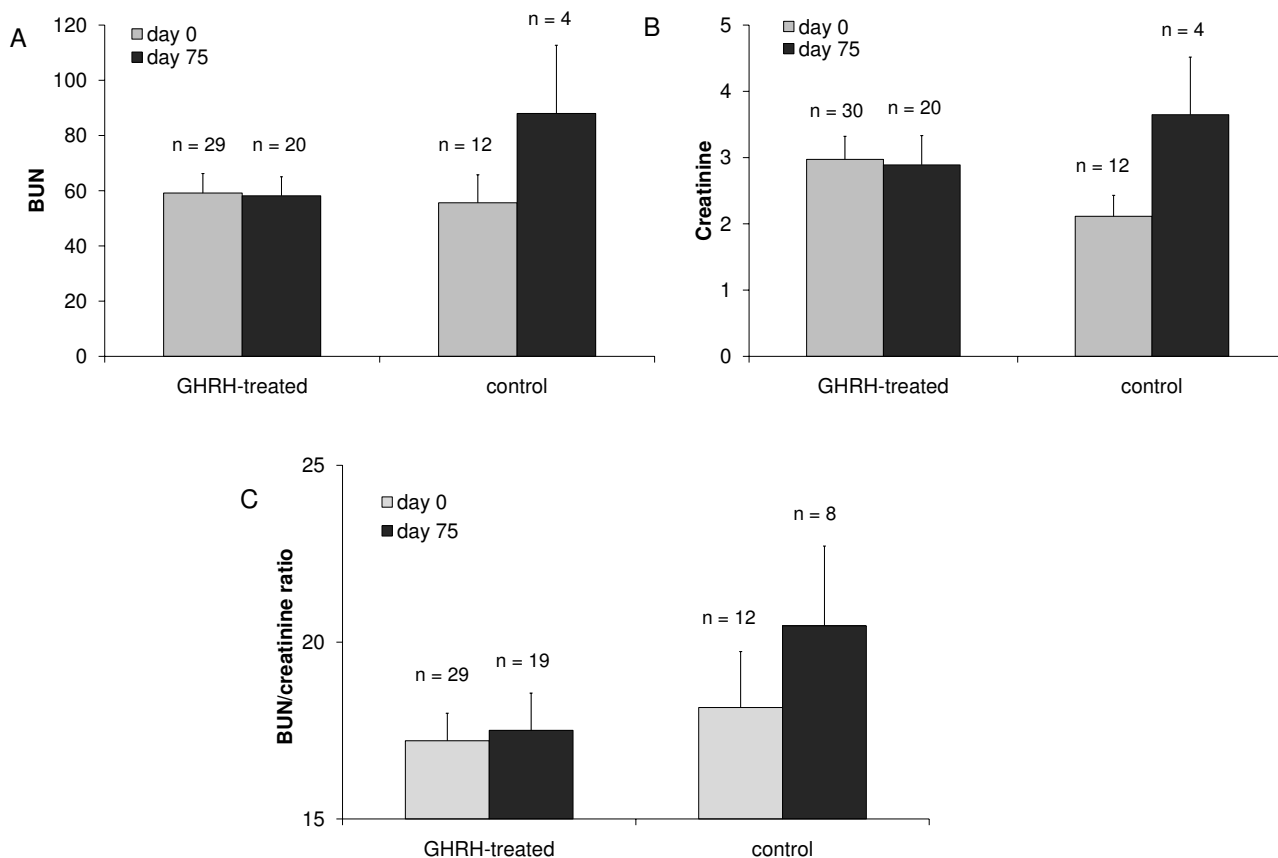 A
BUN
120
100
80
60
40
20
0
day 0
day 75
n = 29
n = 20
n = 12
n = 4
GHRH-treated
control
B
Creatinine
5
4
3
2
1
0
day 0
day 75
n = 30
n = 20
n = 12
n = 4
GHRH-treated
control
C
BUN/creatinine ratio
25
20
15
day 0
day 75
n = 29
n = 19
n = 12
n = 8
GHRH-treated
control